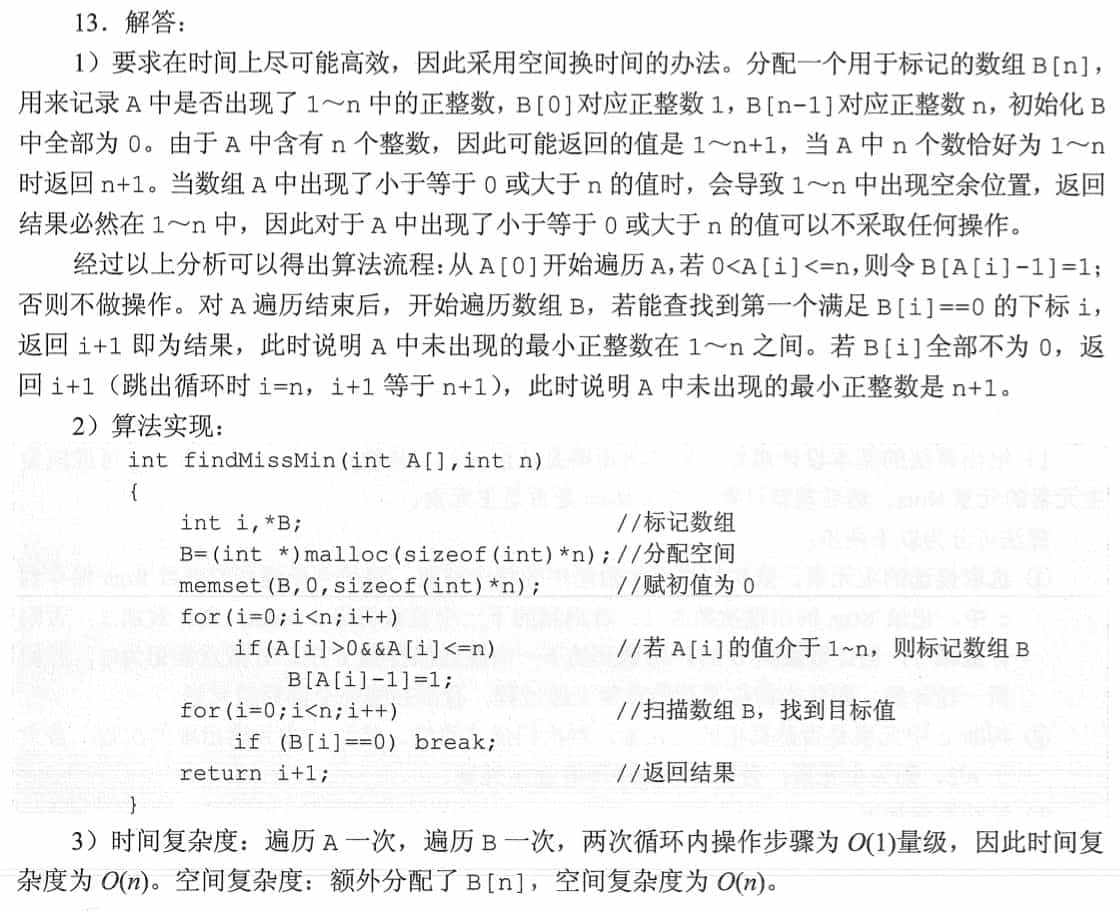 13．解答：
1）要求在时间上尽可能高效，因此采用空间换时间的办法。分配一个用于标记的数组 B[n]，
用来记录 A 中是否出现了 1～n 中的正整数，B[0]对应正整数 1，B[n-1]对应正整数 n，初始化 B
中全部为 0。由于 A 中含有 n 个整数，因此可能返回的值是 1～n+1，当 A 中 n 个数恰好为 1～n
时返回 n+1。当数组 A 中出现了小于等于 0 或大于 n 的值时，会导致 1～n 中出现空余位置，返回
结果必然在 1～n 中，因此对于 A 中出现了小于等于 0 或大于 n 的值可以不采取任何操作。
经过以上分析可以得出算法流程：从 A[0]开始遍历 A，若 0<A[i]<=n，则令 B[A[i]-1]=1；
否则不做操作。对 A 遍历结束后，开始遍历数组 B，若能查找到第一个满足 B[i]==0 的下标 i，
返回 i+1 即为结果，此时说明 A 中未出现的最小正整数在 1～n 之间。若 B[i]全部不为 0，返
回 i+1（跳出循环时 i=n，i+1 等于 n+1），此时说明 A 中未出现的最小正整数是 n+1。
2）算法实现：
int findMissMin(int A[],int n)
{
int i,*B; //标记数组
B=(int *)malloc(sizeof(int)*n); //分配空间
memset(B,0,sizeof(int)*n); //赋初值为 0
for(i=0;i<n;i++)
if(A[i]>0&&A[i]<=n) //若 A[i]的值介于 1~n，则标记数组 B
B[A[i]-1]=1;
for(i=0;i<n;i++) //扫描数组 B，找到目标值
if (B[i]==0) break;
return i+1; //返回结果
}
3）时间复杂度：遍历 A 一次，遍历 B 一次，两次循环内操作步骤为 O(1)量级，因此时间复
杂度为 O(n)。空间复杂度：额外分配了 B[n]，空间复杂度为 O(n)。